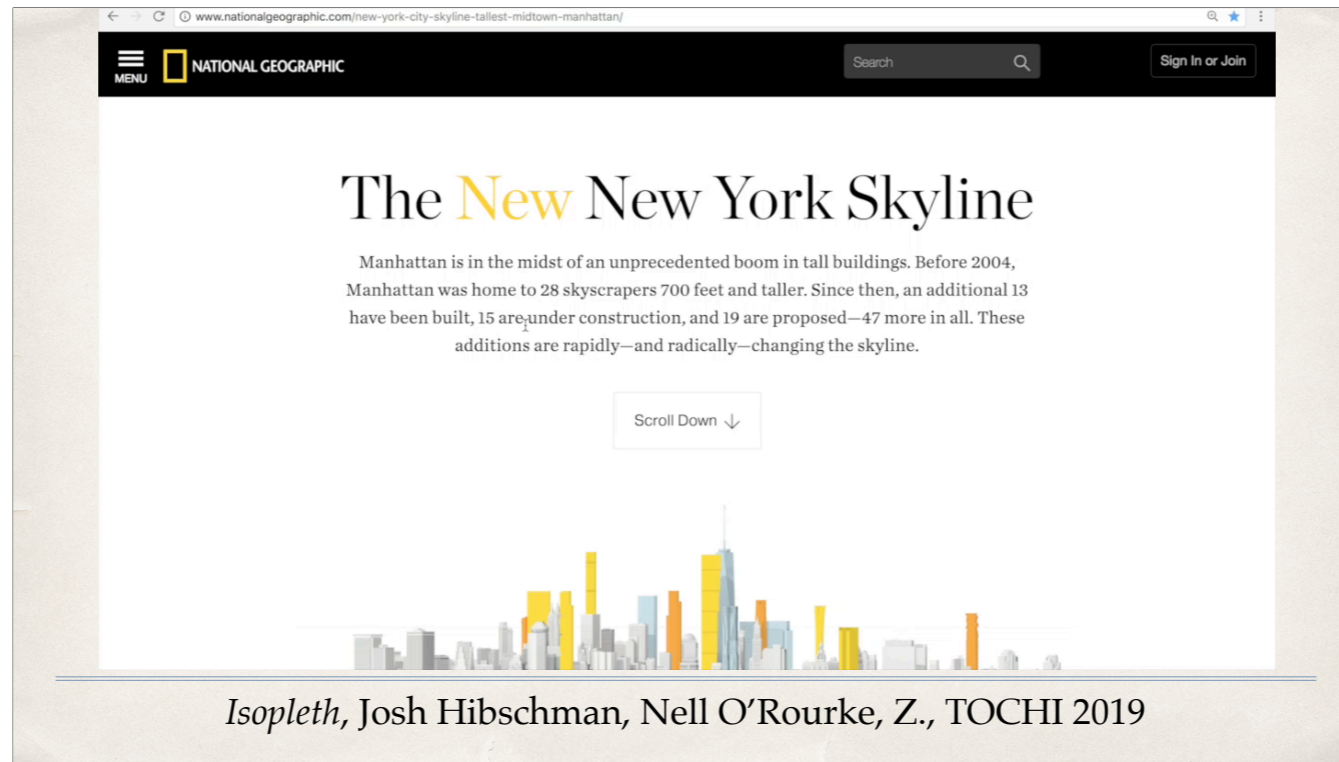 www.nationalgeographic.com/new-york-city-skyline-tallest-midtown-manhattan/
MENU
NATIONAL GEOGRAPHIC
Search
Sign In or Join
The New New York Skyline
Manhattan is in the midst of an unprecedented boom in tall buildings. Before 2004,
Manhattan was home to 28 skyscrapers 700 feet and taller. Since then, an additional 13
have been built, 15 are under construction, and 19 are proposed—47 more in all. These
additions are rapidly—and radically—changing the skyline.
Scroll Down
Isopleth, Josh Hibschman, Nell O’Rourke, Z., TOCHI 2019